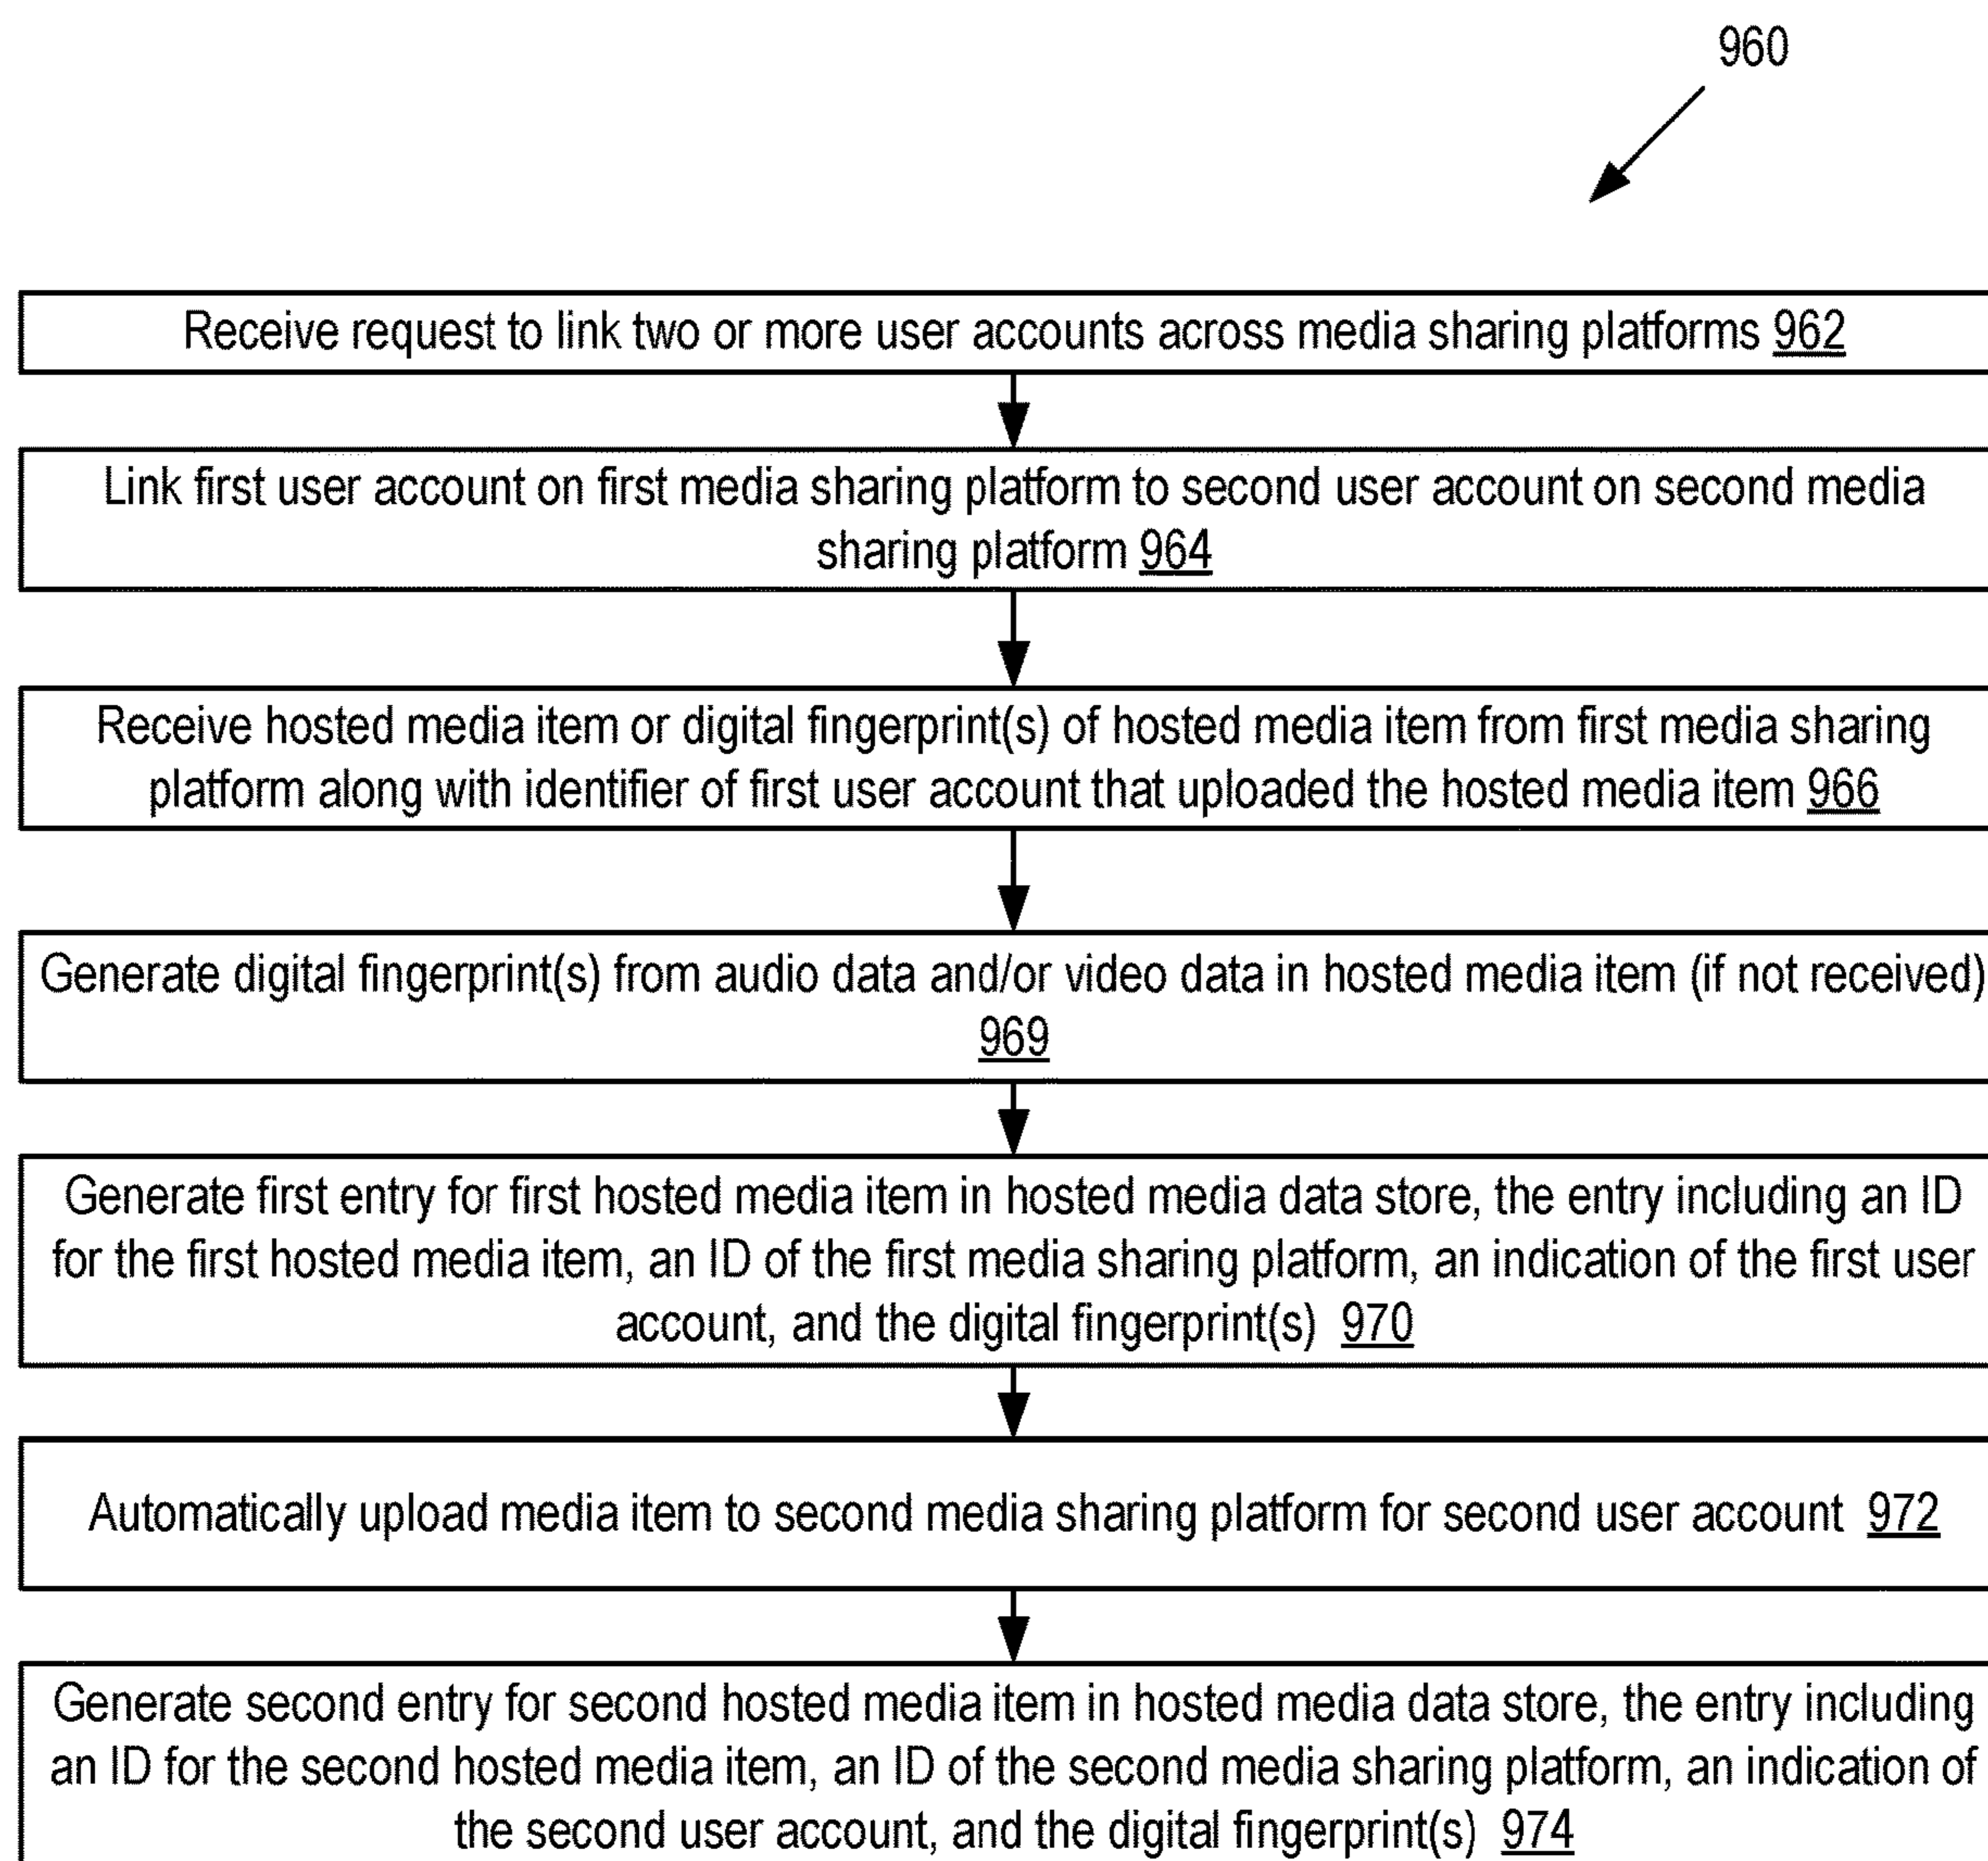 960
Receive request to link two or more user accounts across media sharing platforms 962
Link first user account on first media sharing platform to second user account on second media
sharing platform 964
Receive hosted media item or digital fingerprint(s) of hosted media item from first media sharing
platform along with identifier of first user account that uploaded the hosted media item 966
Generate digital fingerprint(s) from audio data and/or video data in hosted media item (if not received)
969
Generate first entry for first hosted media item in hosted media data store, the entry including an ID
for the first hosted media item, an ID of the first media sharing platform, an indication of the first user
account, and the digital fingerprint(s) 970
Automatically upload media item to second media sharing platform for second user account 972
Generate second entry for second hosted media item in hosted media data store, the entry including
an ID for the second hosted media item, an ID of the second media sharing platform, an indication of
the second user account, and the digital fingerprint(s) 974